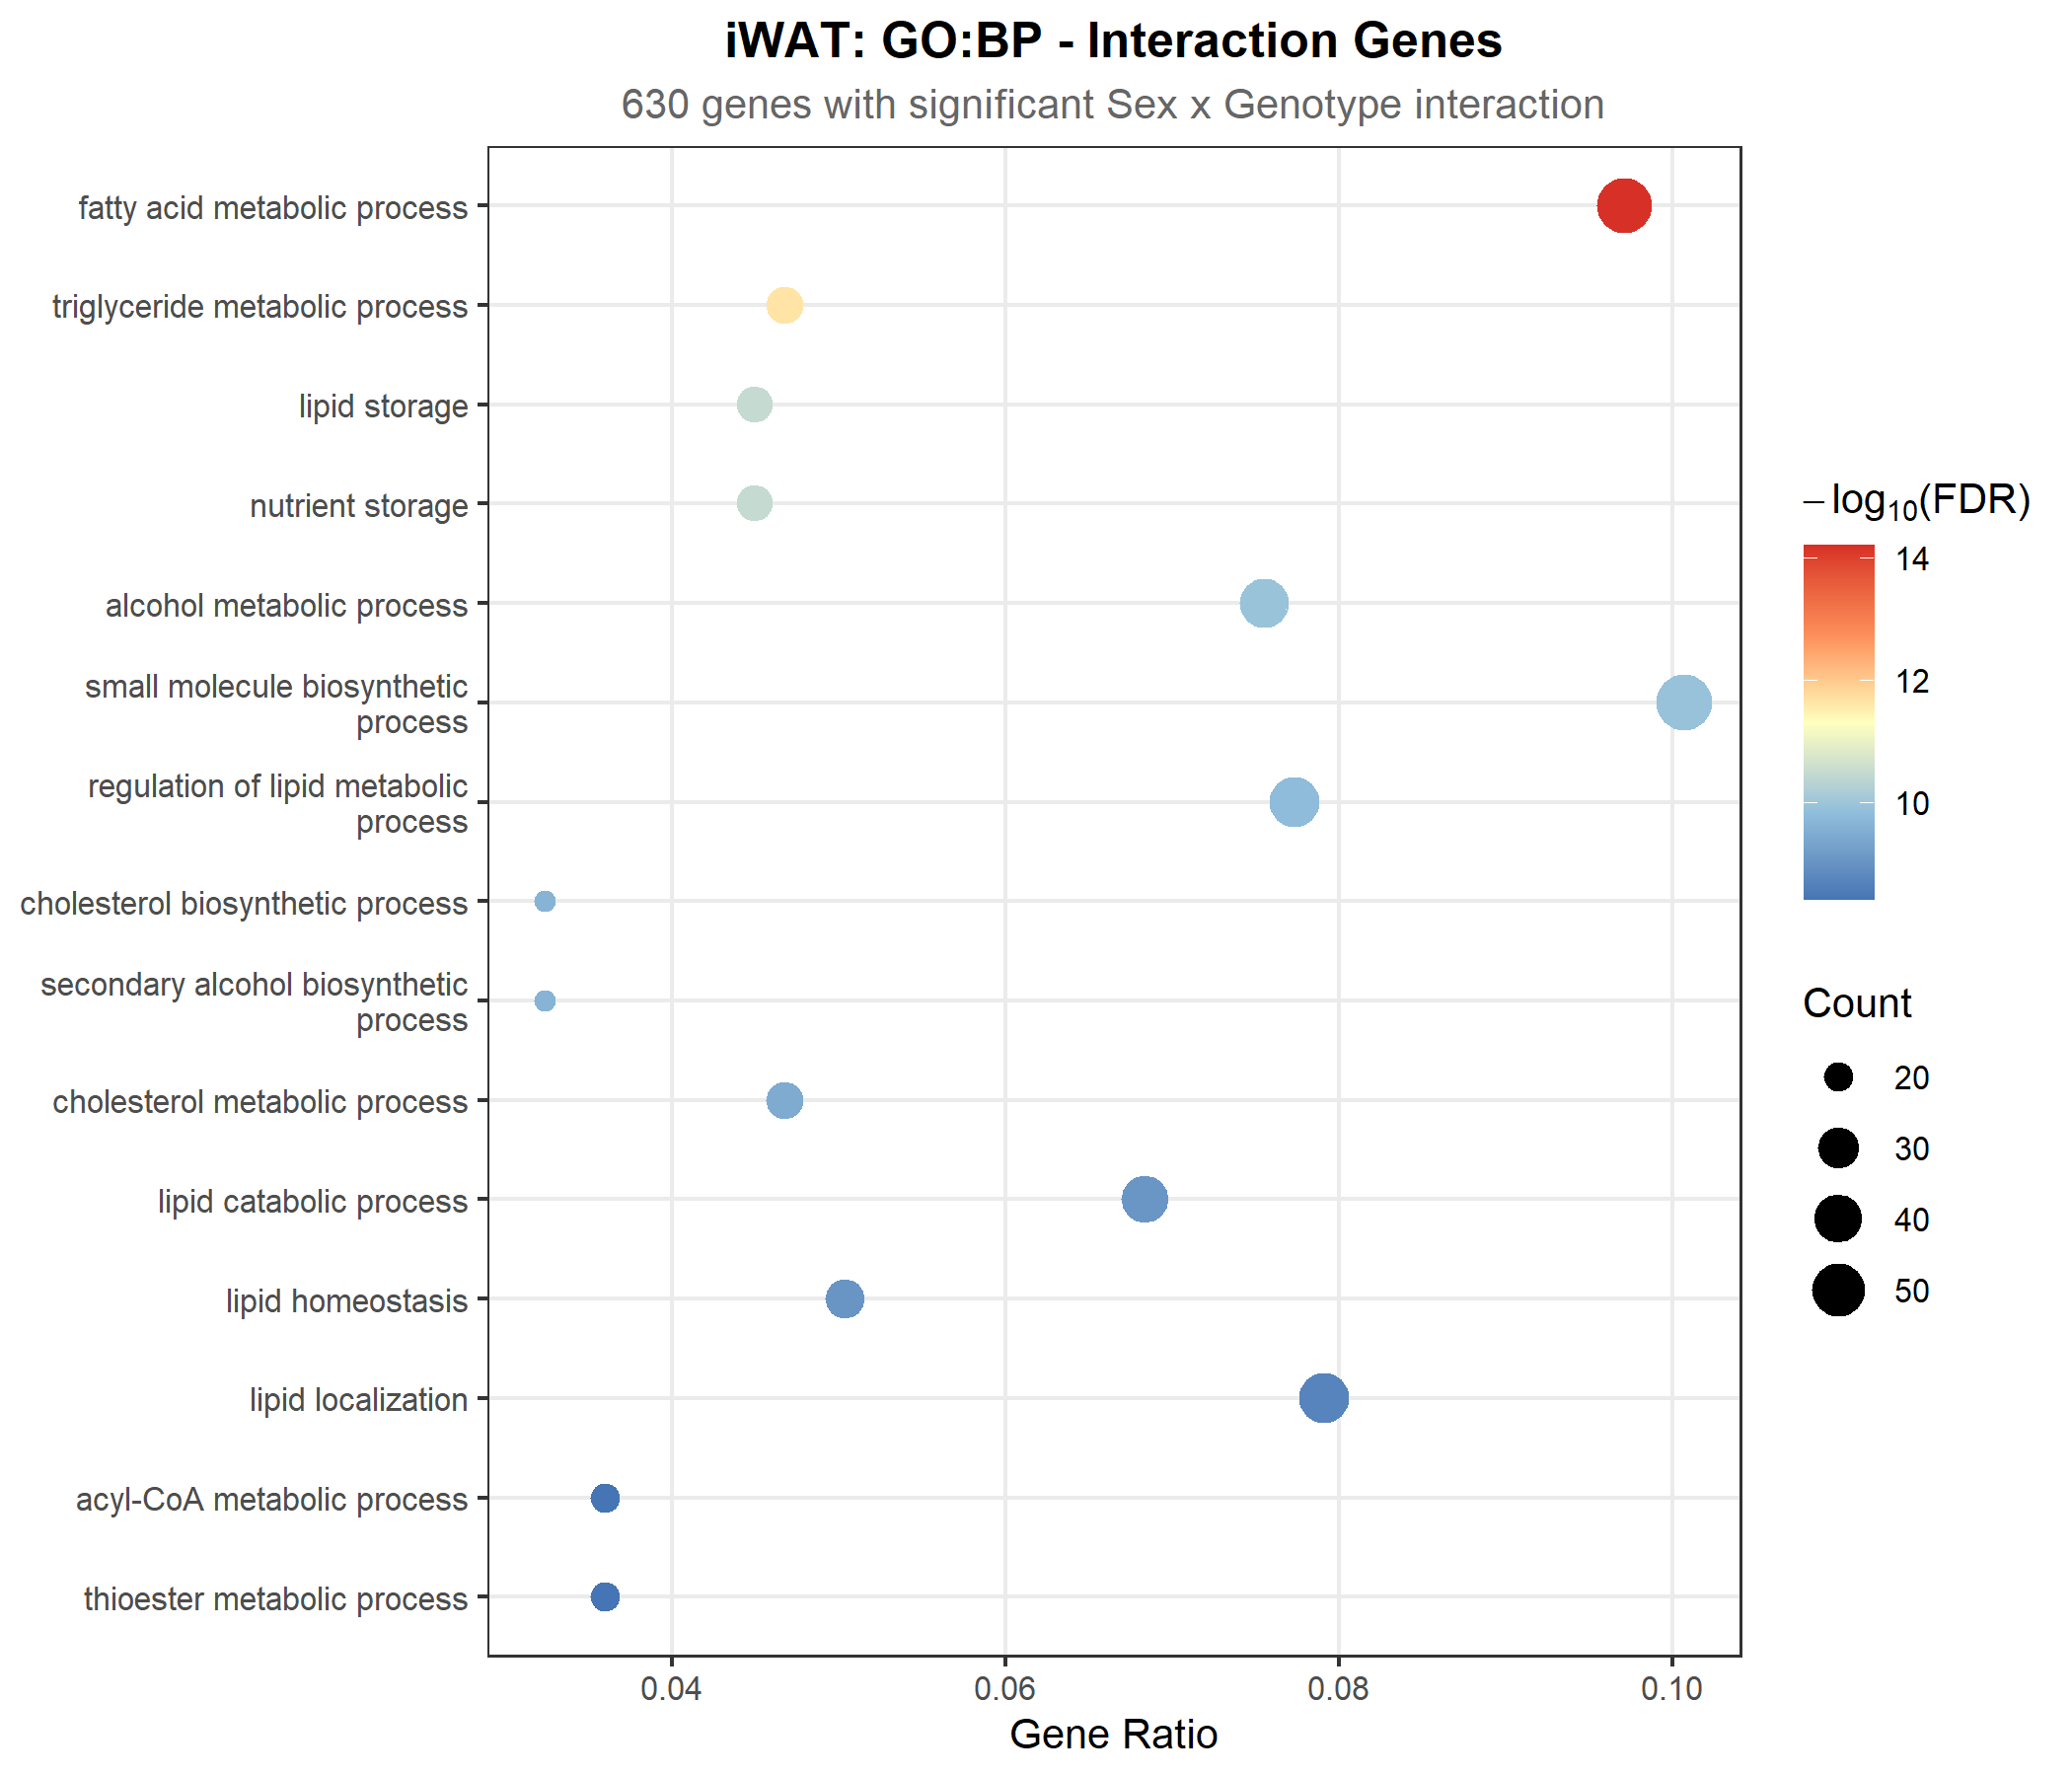 iWAT: GO:BP - Interaction Genes
630 genes with significant Sex x Genotype interaction
fatty acid metabolic process
triglyceride metabolic process
lipid storage
nutrient storage
alcohol metabolic process
small molecule biosynthetic
process
regulation of lipid metabolic
process
cholesterol biosynthetic process
secondary alcohol biosynthetic
process
cholesterol metabolic process
lipid catabolic process
lipid homeostasis
lipid localization
acyl-CoA metabolic process
thioester metabolic process
0.04 0.06 0.08 0.10
Gene Ratio
−log₁₀(FDR)
14
12
10
Count
20
30
40
50